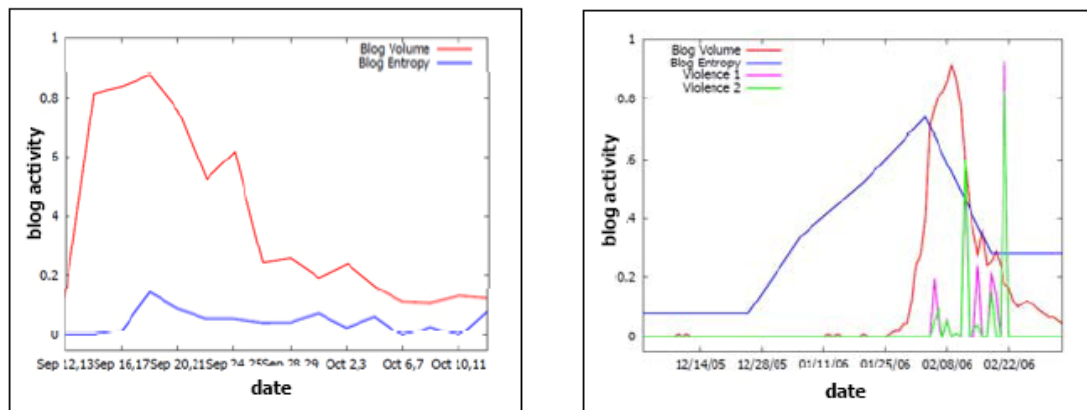 1
Blog Volume
Blog Entropy
0.8
0.6
0.4
0.2
0
blog activity
Sep 12,13 Sep 16,17 Sep 20,21 Sep 24,25 Sep 28,29 Oct 2,3 Oct 6,7 Oct 10,11
date
1
Blog Volume
Blog Entropy
Violence 1
Violence 2
0.8
.6
.4
0.2
0
blog activity
12/14/05 12/28/05 01/11/06 01/25/06 02/08/06 02/22/06
date